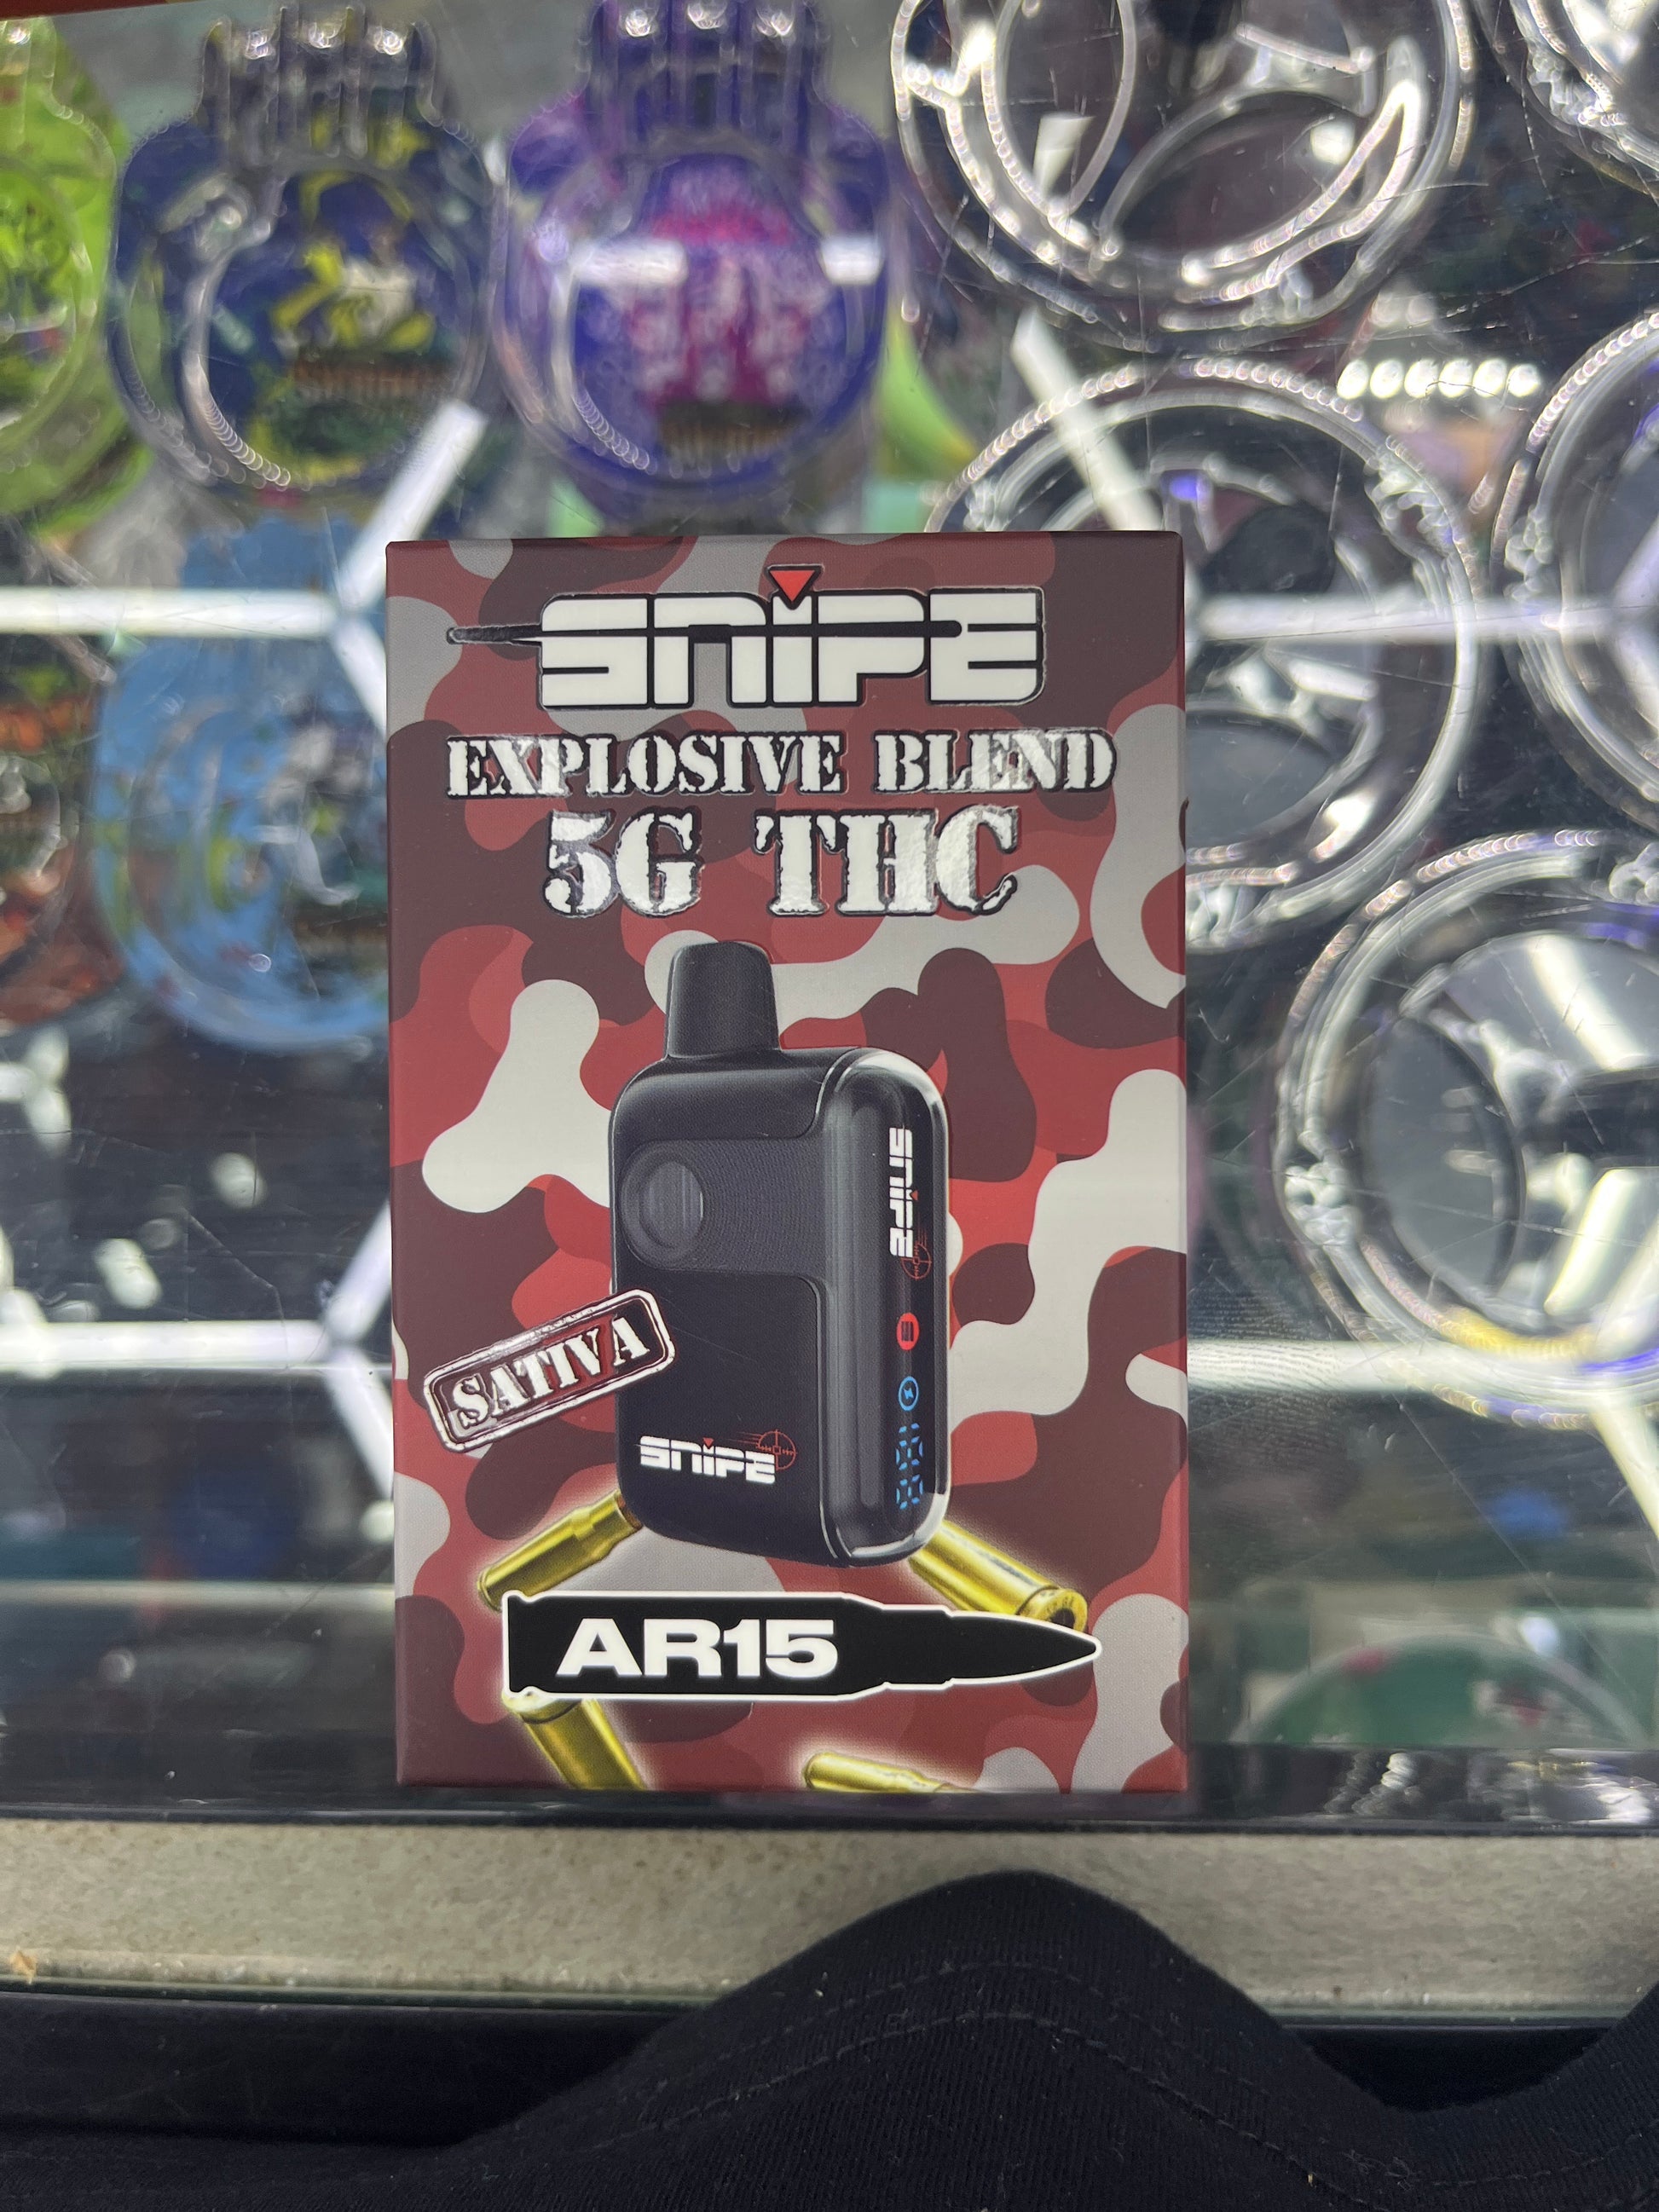 SNIPE
EXPLOSIVE BLEND
5G THC
SNIPE
SATIVA
SNIPE
AR15